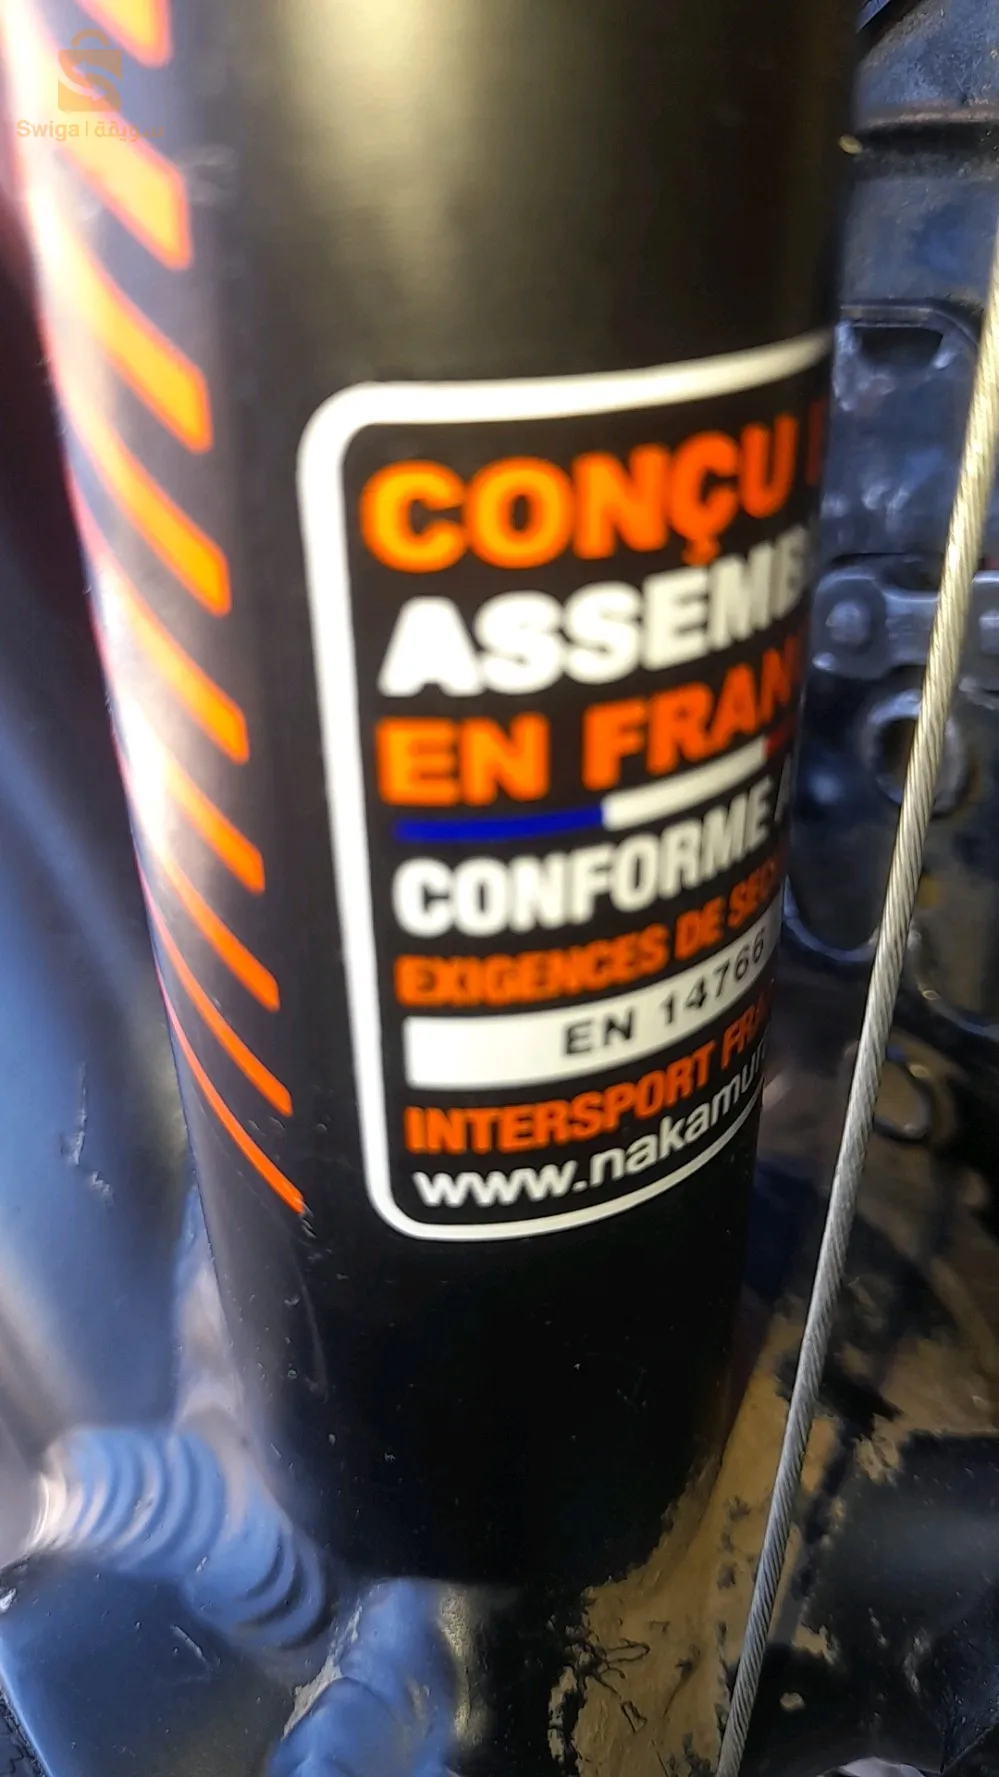 Swiga | سويقة
CONÇU
ASSEMB
EN FRAN
CONFORME A
EXIGENCES DE SEC
EN 14766
INTERSPORT FRA
www.nakamur